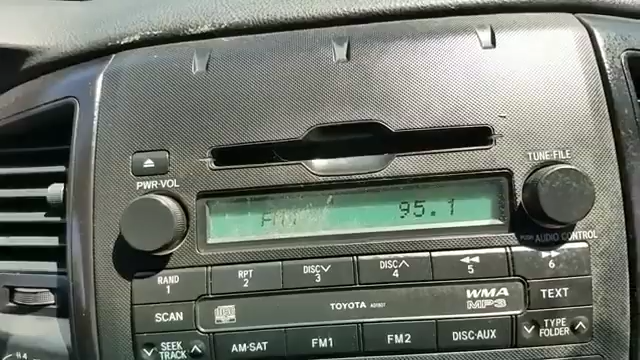 TUNE·FILE
PWR·VOL
95.1
PUSH AUDIO CONTROL
RAND
1
RPT
2
DISC∨
3
DISC∧
4
◀◀
5
▶▶
6
SCAN
TOYOTA
WMA
MP3
TEXT
∨ SEEK TRACK ∧
AM·SAT
FM1
FM2
DISC·AUX
∨ TYPE FOLDER ∧